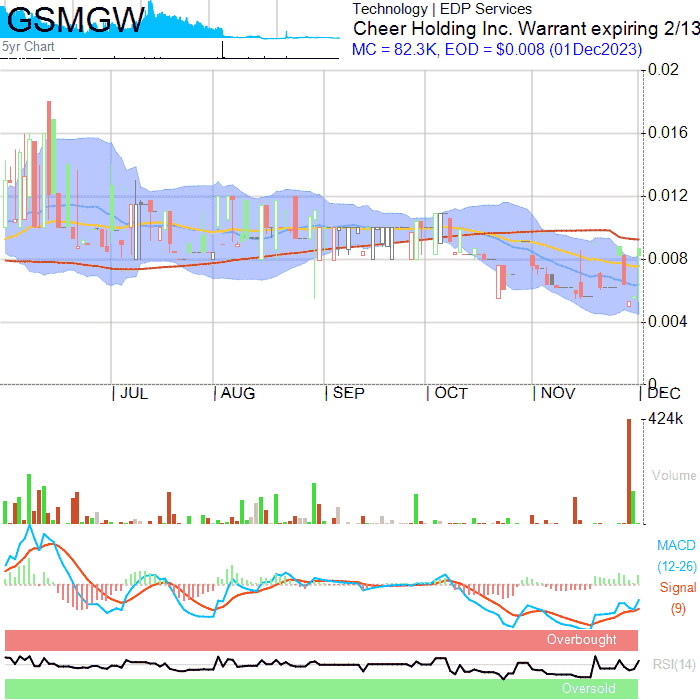 GSMGW
5yr Chart
Technology | EDP Services
Cheer Holding Inc. Warrant expiring 2/13
MC = 82.3K, EOD = $0.008 (01Dec2023)
0.02
0.016
0.012
0.008
0.004
0
| JUL | AUG | SEP | OCT | NOV | DEC
424k
Volume
MACD
(12-26)
Signal
(9)
Overbought
RSI(14)
Oversold